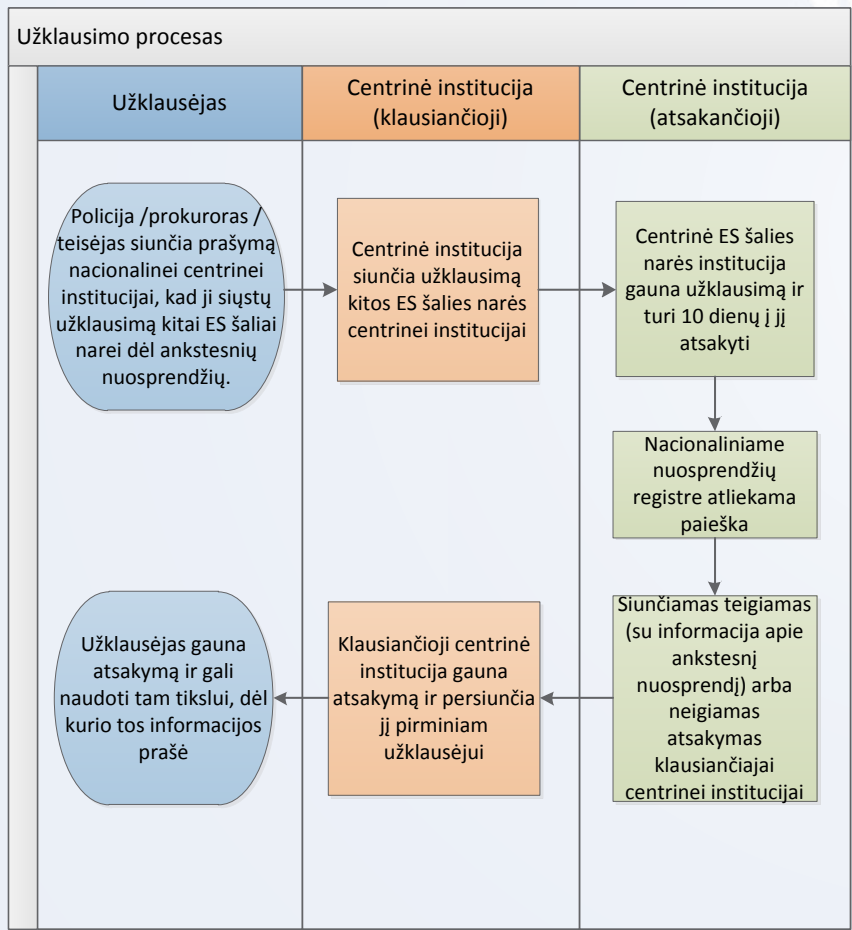 Užklausimo procesas
Užklausėjas
Centrinė institucija
(klausiančioji)
Centrinė institucija
(atsakančioji)
Policija /prokuroras /
teisėjas siunčia prašymą
nacionalinei centrinei
institucijai, kad ji siųstų
užklausimą kitai ES šaliai
narei dėl ankstesnių
nuosprendžių.
Centrinė institucija
siunčia užklausimą
kitos ES šalies narės
centrinei institucijai
Centrinė ES šalies
narės institucija
gauna užklausimą ir
turi 10 dienų į jį
atsakyti
Nacionaliniame
nuosprendžių
registre atliekama
paieška
Siunčiamas teigiamas
(su informacija apie
ankstesnį
nuosprendį) arba
neigiamas
atsakymas
klausiančiajai
centrinei institucijai
Klausiančioji centrinė
institucija gauna
atsakymą ir persiunčia
jį pirminiam
užklausėjui
Užklausėjas gauna
atsakymą ir gali
naudoti tam tikslui, dėl
kurio tos informacijos
prašė